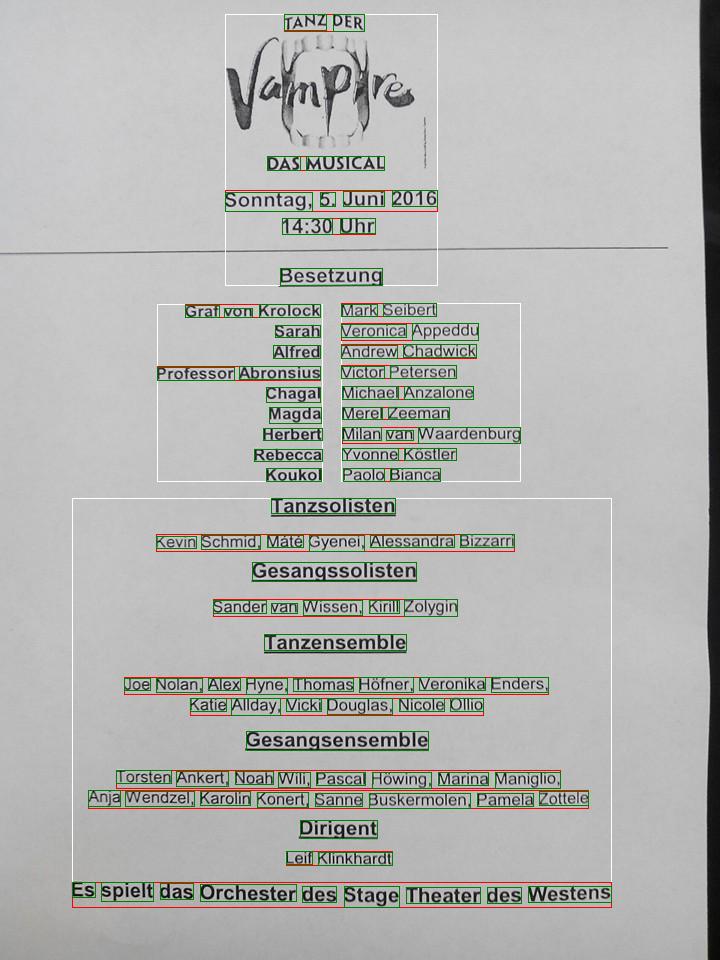 TANZ DER
Vampire
DAS MUSICAL
Sonntag, 5. Juni 2016
14:30 Uhr
Besetzung
Graf von Krolock Mark Seibert
Sarah Veronica Appeddu
Alfred Andrew Chadwick
Professor Abronsius Victor Petersen
Chagal Michael Anzalone
Magda Merel Zeeman
Herbert Milan van Waardenburg
Rebecca Yvonne Köstler
Koukol Paolo Bianca
Tanzsolisten
Kevin Schmid, Máté Gyenei, Alessandra Bizzarri
Gesangssolisten
Sander van Wissen, Kirill Zolygin
Tanzensemble
Joe Nolan, Alex Hyne, Thomas Höfner, Veronika Enders,
Katie Allday, Vicki Douglas, Nicole Ollio
Gesangsensemble
Torsten Ankert, Noah Wili, Pascal Höwing, Marina Maniglio,
Anja Wendzel, Karolin Konert, Sanne Buskermolen, Pamela Zottele
Dirigent
Leif Klinkhardt
Es spielt das Orchester des Stage Theater des Westens